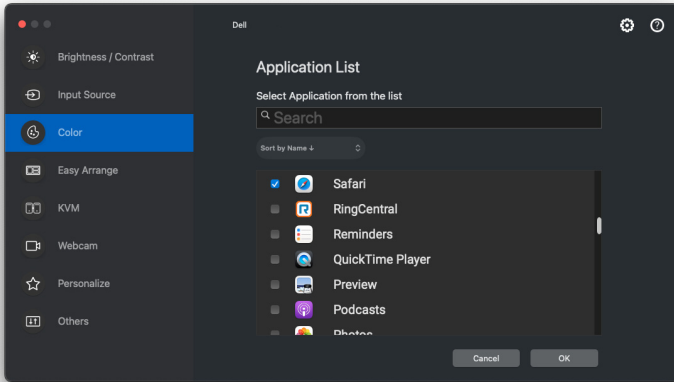 Dell
Brightness / Contrast
Input Source
Color
Easy Arrange
KVM
Webcam
Personalize
Others
Application List
Select Application from the list
Search
Sort by Name ↓
Safari
RingCentral
Reminders
QuickTime Player
Preview
Podcasts
Photos
Cancel
OK